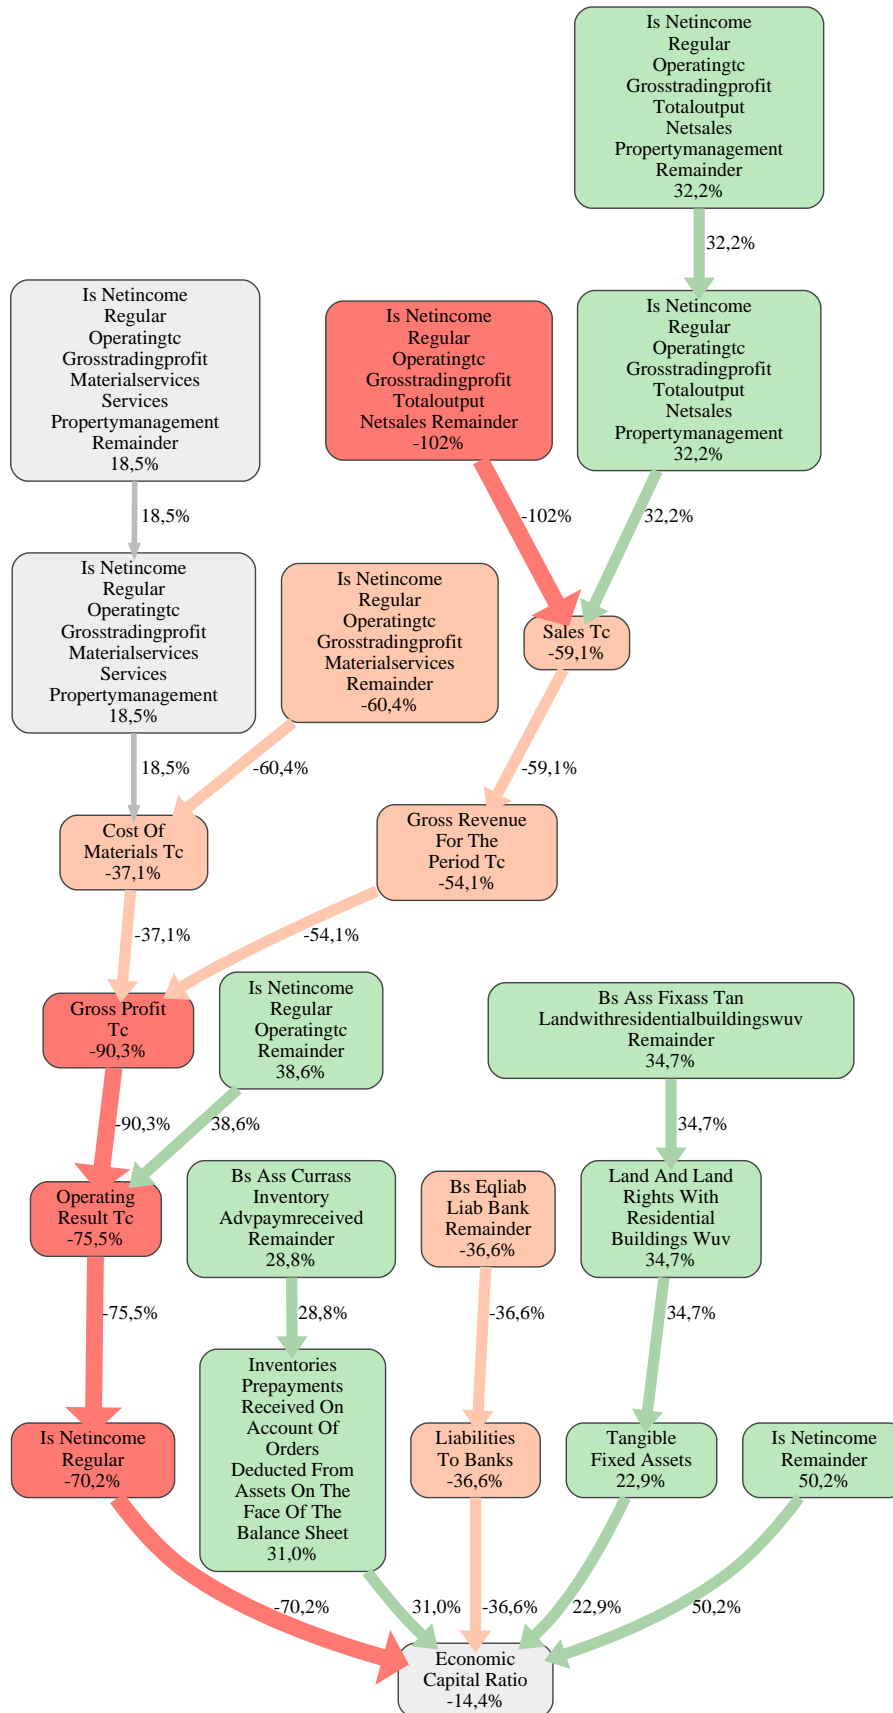 Is Netincome
Regular
Operatingtc
Grosstradingprofit
Totaloutput
Netsales
Propertymanagement
Remainder
32,2%
32,2%
Is Netincome
Regular
Operatingtc
Grosstradingprofit
Materialservices
Services
Propertymanagement
Remainder
18,5%
Is Netincome
Regular
Operatingtc
Grosstradingprofit
Totaloutput
Netsales Remainder
-102%
Is Netincome
Regular
Operatingtc
Grosstradingprofit
Totaloutput
Netsales
Propertymanagement
32,2%
18,5%
-102%
32,2%
Is Netincome
Regular
Operatingtc
Grosstradingprofit
Materialservices
Services
Propertymanagement
18,5%
Is Netincome
Regular
Operatingtc
Grosstradingprofit
Materialservices
Remainder
-60,4%
Sales Tc
-59,1%
18,5%
-60,4%
-59,1%
Cost Of
Materials Tc
-37,1%
Gross Revenue
For The
Period Tc
-54,1%
-37,1%
-54,1%
Gross Profit
Tc
-90,3%
Is Netincome
Regular
Operatingtc
Remainder
38,6%
Bs Ass Fixass Tan
Landwithresidentialbuildingswuv
Remainder
34,7%
-90,3%
38,6%
34,7%
Operating
Result Tc
-75,5%
Bs Ass Currass
Inventory
Advpaymreceived
Remainder
28,8%
Bs Eqliab
Liab Bank
Remainder
-36,6%
Land And Land
Rights With
Residential
Buildings Wuv
34,7%
-75,5%
28,8%
-36,6%
34,7%
Is Netincome
Regular
-70,2%
Inventories
Prepayments
Received On
Account Of
Orders
Deducted From
Assets On The
Face Of The
Balance Sheet
31,0%
Liabilities
To Banks
-36,6%
Tangible
Fixed Assets
22,9%
Is Netincome
Remainder
50,2%
-70,2%
31,0%
-36,6%
22,9%
50,2%
Economic
Capital Ratio
-14,4%